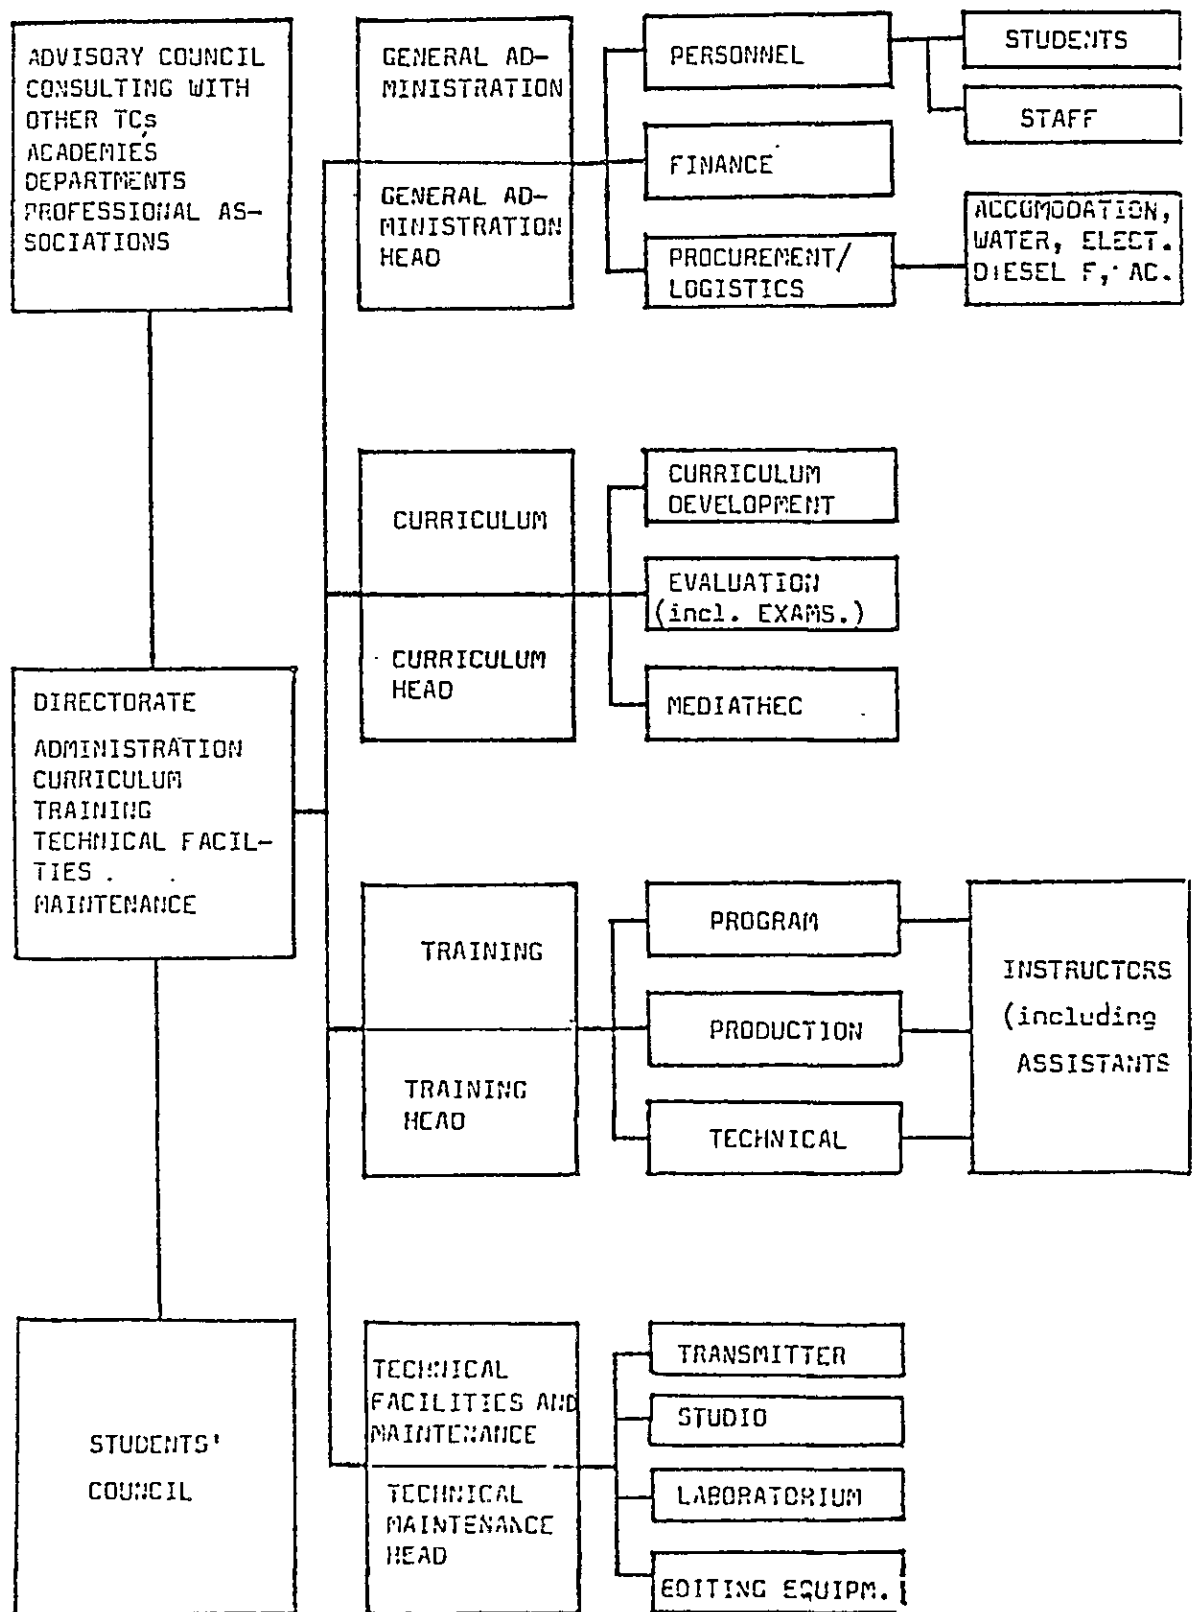 ADVISORY COUNCIL
CONSULTING WITH
OTHER TCs
ACADEMIES
DEPARTMENTS
PROFESSIONAL AS-
SOCIATIONS
DIRECTORATE
ADMINISTRATION
CURRICULUM
TRAINING
TECHNICAL FACIL-
TIES
MAINTENANCE
STUDENTS'
COUNCIL
GENERAL AD-
MINISTRATION
GENERAL AD-
MINISTRATION
HEAD
PERSONNEL
STUDENTS
STAFF
FINANCE
PROCUREMENT/
LOGISTICS
ACCOMODATION,
WATER, ELECT.
DIESEL F, AC.
CURRICULUM
CURRICULUM
HEAD
CURRICULUM
DEVELOPMENT
EVALUATION
(incl. EXAMS.)
MEDIATHEC
TRAINING
TRAINING
HEAD
PROGRAM
PRODUCTION
TECHNICAL
INSTRUCTORS
(including
ASSISTANTS
TECHNICAL
FACILITIES AND
MAINTENANCE
TECHNICAL
MAINTENANCE
HEAD
TRANSMITTER
STUDIO
LABORATORIUM
EDITING EQUIPM.